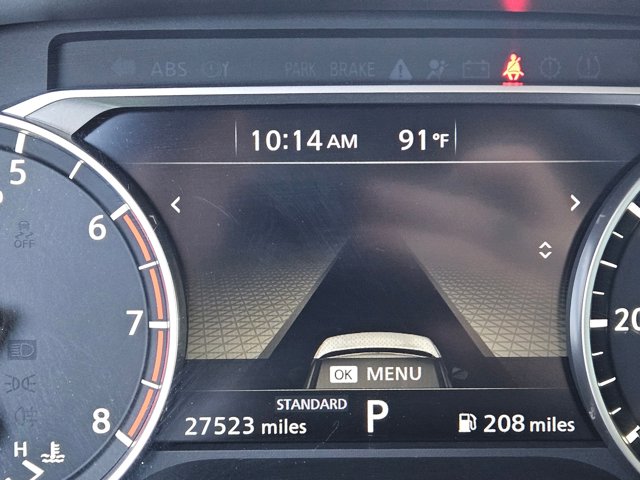 ABS PARK BRAKE
10:14 AM 91°F
5
6
OFF
7
20
OK MENU
STANDARD
8
27523 miles P 208 miles
H